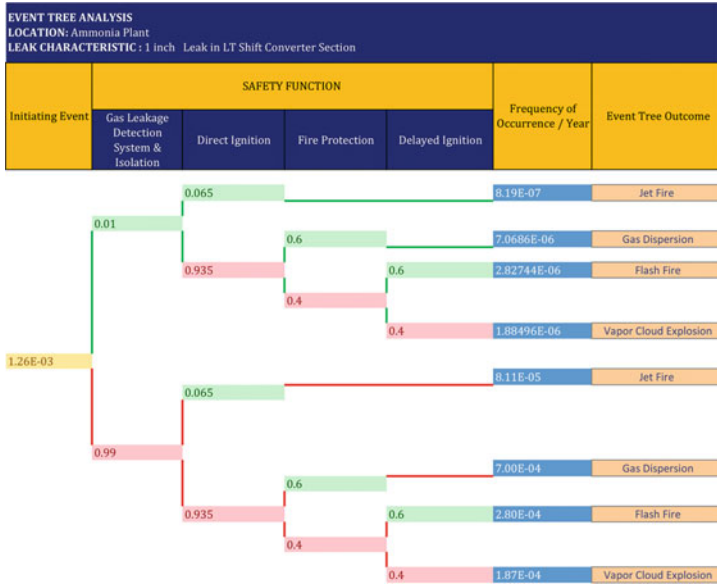 EVENT TREE ANALYSIS
LOCATION: Ammonia Plant
LEAK CHARACTERISTIC : 1 inch Leak in LT Shift Converter Section
Initiating Event
SAFETY FUNCTION
Gas Leakage
Detection
System &
Isolation
Direct Ignition
Fire Protection
Delayed Ignition
Frequency of
Occurrence / Year
Event Tree Outcome
0.065
8.19E-07
Jet Fire
0.01
0.6
7.0686E-06
Gas Dispersion
0.935
0.6
2.82744E-06
Flash Fire
0.4
0.4
1.88496E-06
Vapor Cloud Explosion
1.26E-03
0.065
8.11E-05
Jet Fire
0.99
0.6
7.00E-04
Gas Dispersion
0.935
0.6
2.80E-04
Flash Fire
0.4
0.4
1.87E-04
Vapor Cloud Explosion